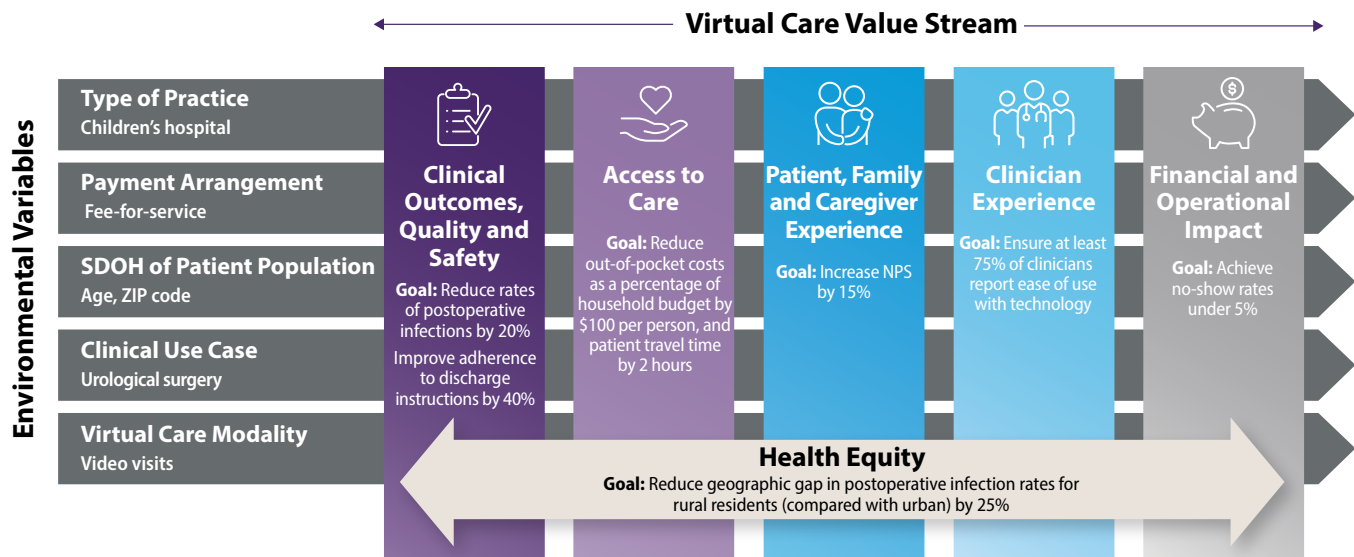 Virtual Care Value Stream
Environmental Variables
Type of Practice
Children’s hospital
Payment Arrangement
Fee-for-service
SDOH of Patient Population
Age, ZIP code
Clinical Use Case
Urological surgery
Virtual Care Modality
Video visits
Clinical
Outcomes,
Quality and
Safety
Goal: Reduce rates
of postoperative
infections by 20%
Improve adherence
to discharge
instructions by 40%
Access to
Care
Goal: Reduce
out-of-pocket costs
as a percentage of
household budget by
$100 per person, and
patient travel time
by 2 hours
Patient, Family
and Caregiver
Experience
Goal: Increase NPS
by 15%
Clinician
Experience
Goal: Ensure at least
75% of clinicians
report ease of use
with technology
$
Financial and
Operational
Impact
Goal: Achieve
no-show rates
under 5%
Health Equity
Goal: Reduce geographic gap in postoperative infection rates for
rural residents (compared with urban) by 25%